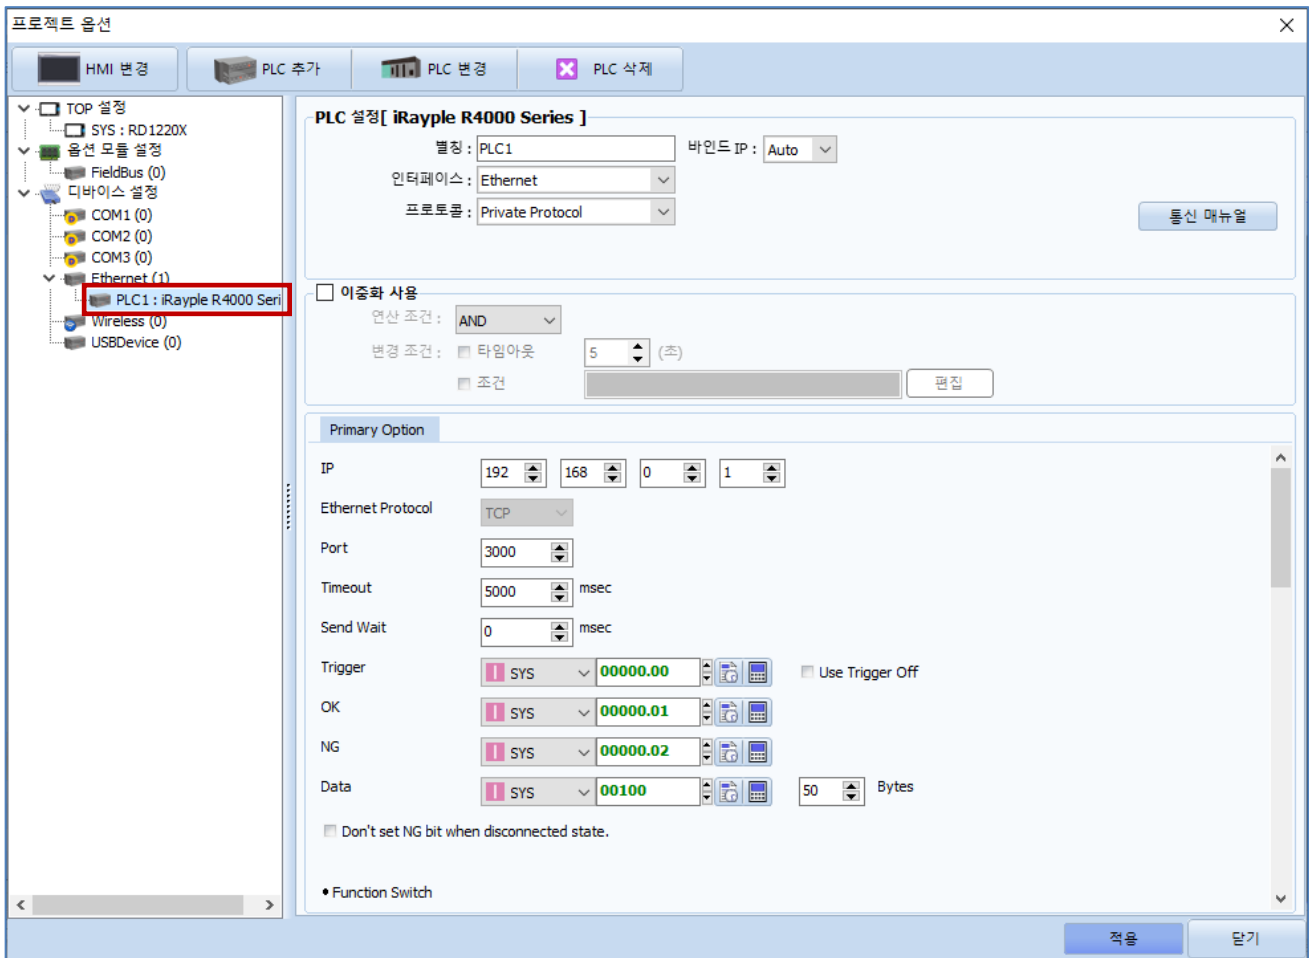 프로젝트 옵션
HMI 변경
PLC 추가
PLC 변경
PLC 삭제
TOP 설정
SYS : RD1220X
옵션 모듈 설정
FieldBus (0)
디바이스 설정
COM1 (0)
COM2 (0)
COM3 (0)
Ethernet (1)
PLC1 : iRayple R4000 Seri
Wireless (0)
USBDevice (0)
PLC 설정[ iRayple R4000 Series ]
별칭 : PLC1 바인드 IP : Auto
인터페이스 : Ethernet
프로토콜 : Private Protocol
통신 매뉴얼
이중화 사용
연산 조건 : AND
변경 조건 : 타임아웃 5 (초)
조건 편집
Primary Option
IP 192 168 0 1
Ethernet Protocol TCP
Port 3000
Timeout 5000 msec
Send Wait 0 msec
Trigger SYS 00000.00 Use Trigger Off
OK SYS 00000.01
NG SYS 00000.02
Data SYS 00100 50 Bytes
Don't set NG bit when disconnected state.
• Function Switch
적용 닫기